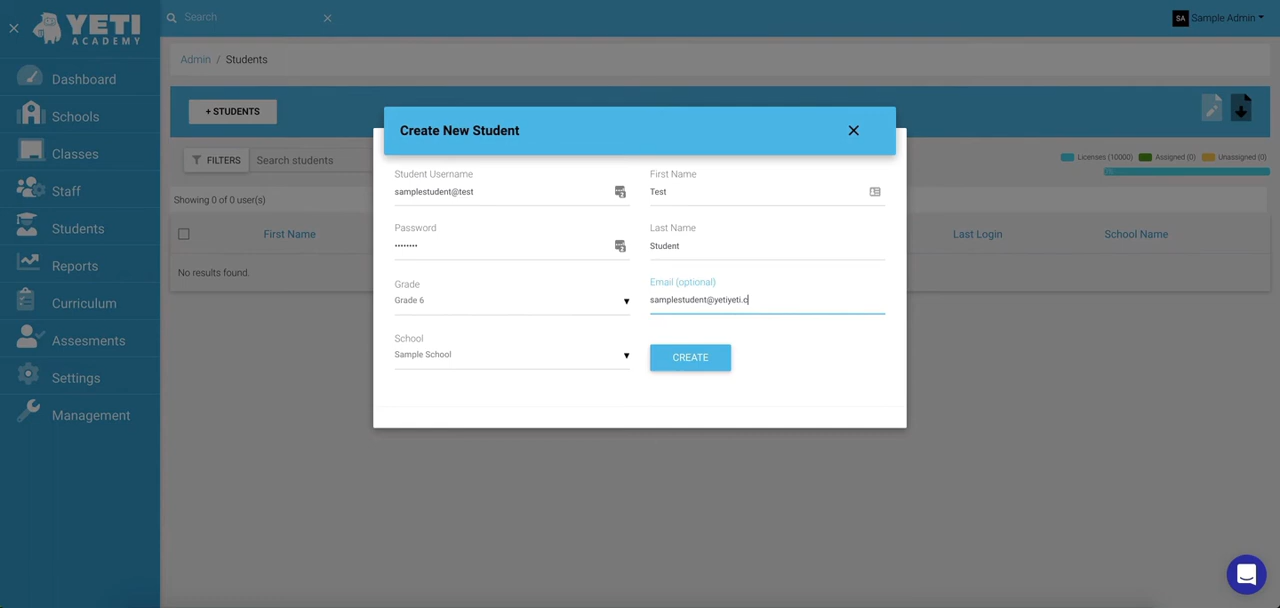 YETI
ACADEMY
Search
SA Sample Admin
Dashboard
Schools
Classes
Staff
Students
Reports
Curriculum
Assesments
Settings
Management
Admin / Students
+ STUDENTS
FILTERS
Search students
Licenses (10000) Assigned (0) Unassigned (0)
Showing 0 of 0 user(s)
First Name
Last Login
School Name
No results found.
Create New Student
Student Username
samplestudent@test
First Name
Test
Password
••••••••
Last Name
Student
Grade
Grade 6
Email (optional)
samplestudent@yetiyeti.c
School
Sample School
CREATE